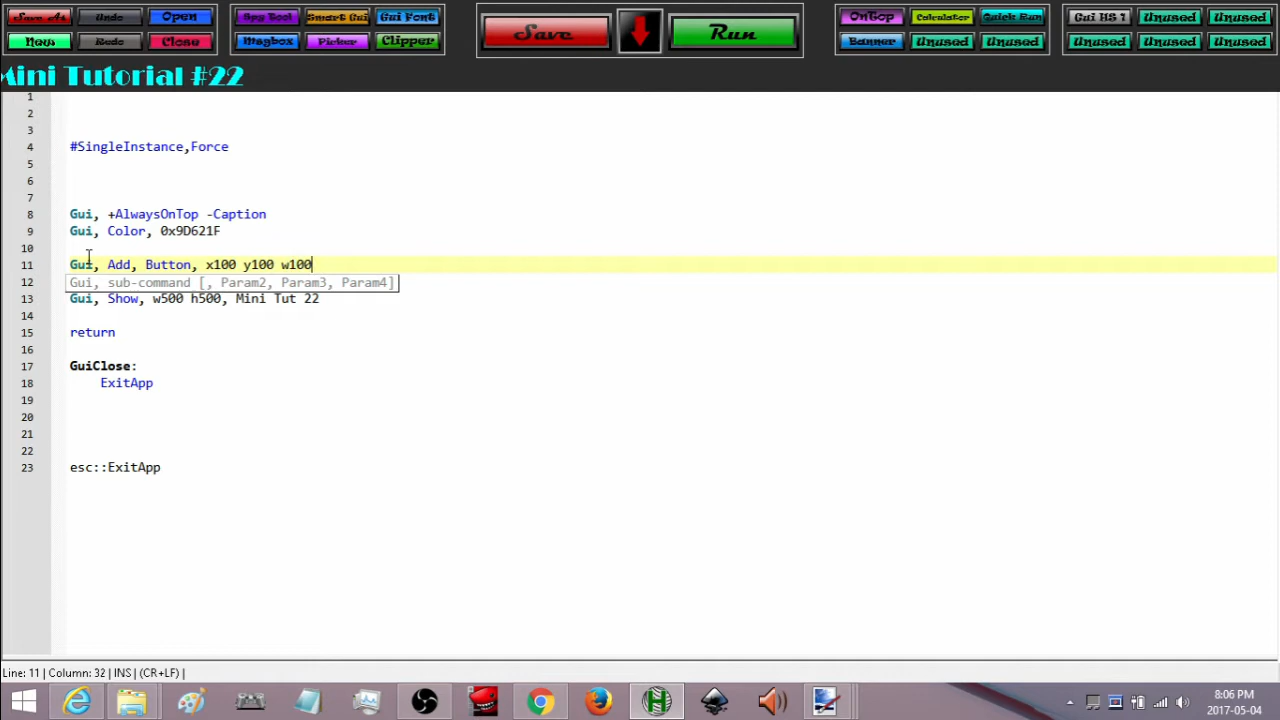 Save As Undo Open Spy Tool Smart Gui Gui Font Save Run OnTop Calculator Quick Run Gui HS 1 Unused Unused
New Redo Close Msgbox Picker Clipper Banner Unused Unused Unused Unused Unused
Mini Tutorial #22
1
2
3
4 #SingleInstance,Force
5
6
7
8 Gui, +AlwaysOnTop -Caption
9 Gui, Color, 0x9D621F
10
11 Gui, Add, Button, x100 y100 w100
12 Gui, sub-command [, Param2, Param3, Param4]
13 Gui, Show, w500 h500, Mini Tut 22
14
15 return
16
17 GuiClose:
18 ExitApp
19
20
21
22
23 esc::ExitApp
Line: 11 | Column: 32 | INS | (CR+LF) |
8:06 PM
2017-05-04